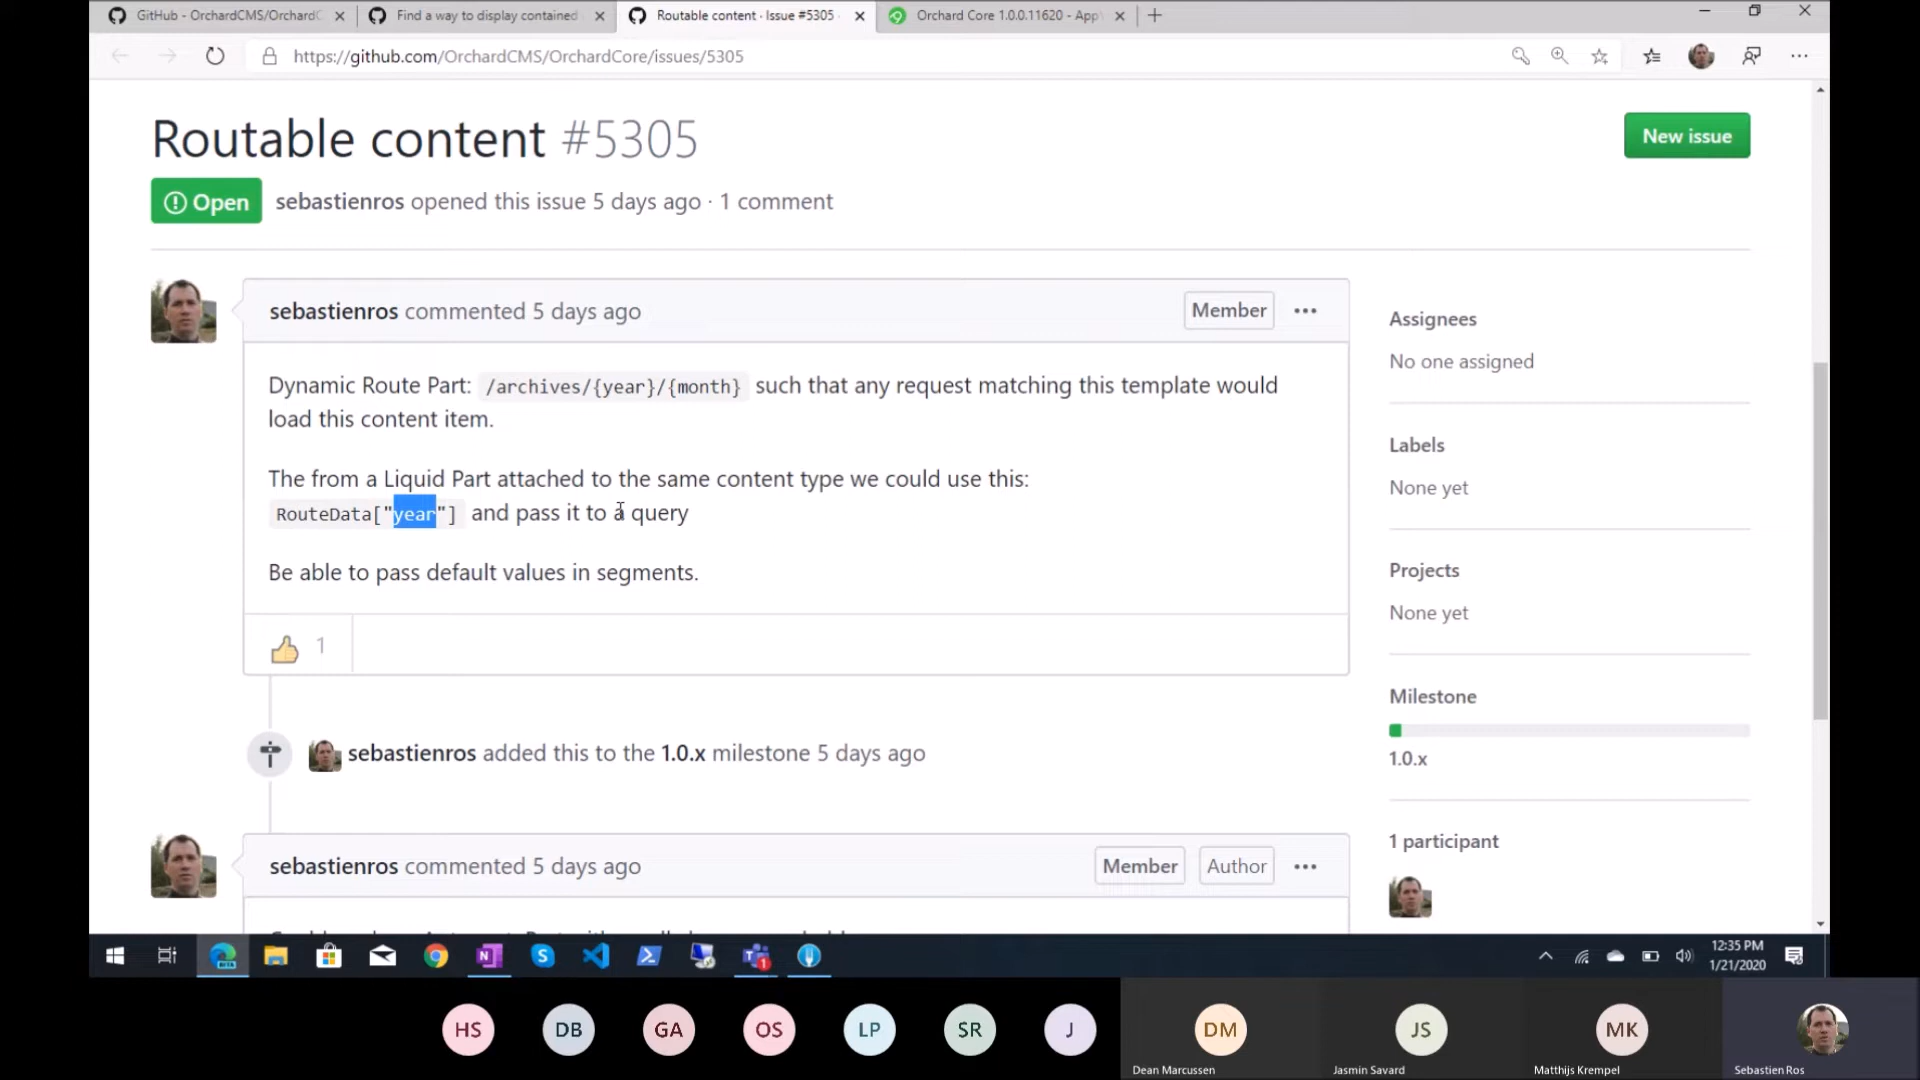 GitHub - OrchardCMS/OrchardC
Find a way to display contained
Routable content · Issue #5305
Orchard Core 1.0.0.11620 - App
https://github.com/OrchardCMS/OrchardCore/issues/5305
Routable content #5305
New issue
Open
sebastienros opened this issue 5 days ago · 1 comment
sebastienros commented 5 days ago
Member
Dynamic Route Part: /archives/{year}/{month} such that any request matching this template would
load this content item.
The from a Liquid Part attached to the same content type we could use this:
RouteData["year"] and pass it to a query
Be able to pass default values in segments.
1
Assignees
No one assigned
Labels
None yet
Projects
None yet
Milestone
1.0.x
sebastienros added this to the 1.0.x milestone 5 days ago
1 participant
sebastienros commented 5 days ago
Member
Author
12:35 PM
1/21/2020
HS
DB
GA
OS
LP
SR
J
DM
JS
MK
Dean Marcussen
Jasmin Savard
Matthijs Krempel
Sebastien Ros